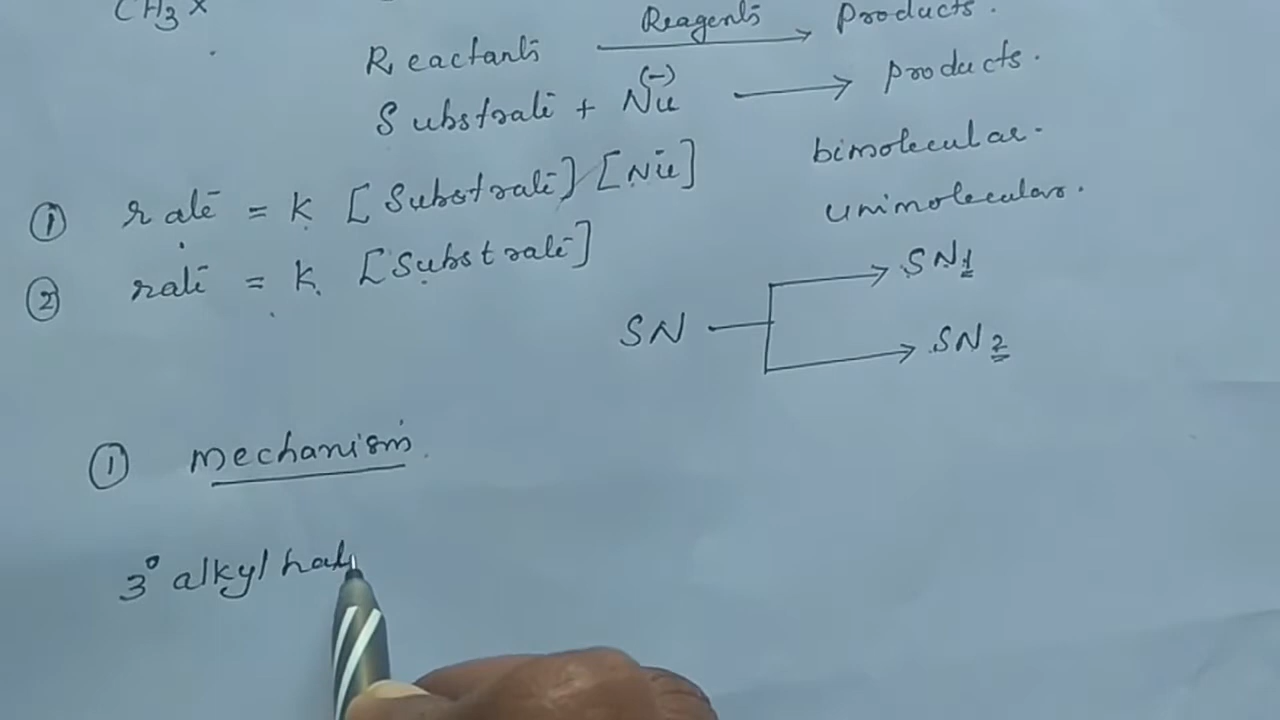 CH3X
Reagents
Reactants → Products.
Substrate + Nu(-) → products.
bimolecular.
① rate = k [Substrate] [Nu]
unimolecular.
② rate = k [Substrate]
SN1
SN
SN2
① mechanism.
3° alkyl hal